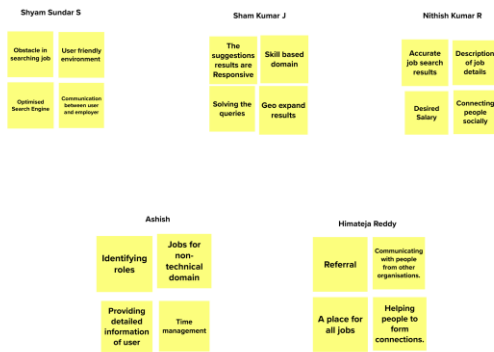 Shyam Sundar S
Obstacle in
searching job
User friendly
environment
Optimised
Search Engine
Communication
between user
and employer
Sham Kumar J
The
suggestions
results are
Responsive
Skill based
domain
Solving the
queries
Geo expand
results
Nithish Kumar R
Accurate
job search
results
Description
of job
details
Desired
Salary
Connecting
people
socially
Ashish
Identifying
roles
Jobs for
non-
technical
domain
Providing
detailed
information
of user
Time
management
Himateja Reddy
Referral
Communicating
with people
from other
organisations.
A place for
all jobs
Helping
people to
form
connections.